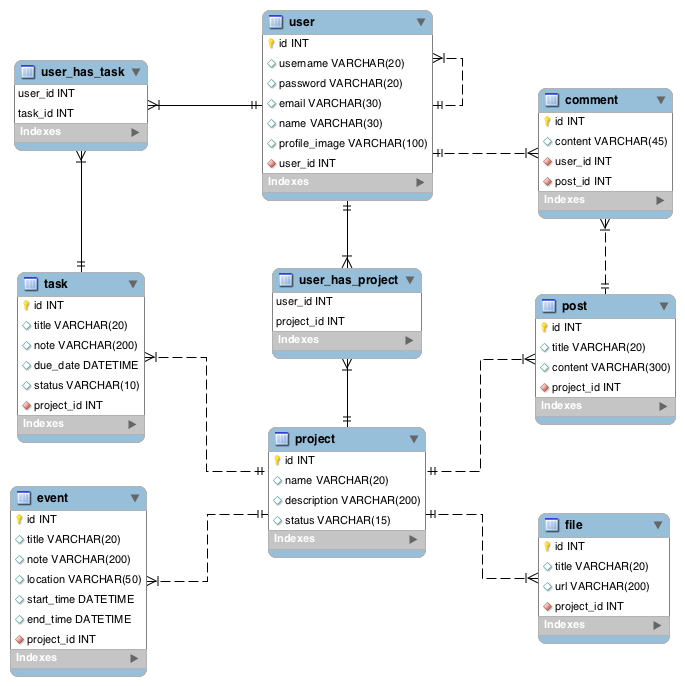 user
id INT
username VARCHAR(20)
password VARCHAR(20)
email VARCHAR(30)
name VARCHAR(30)
profile_image VARCHAR(100)
user_id INT
Indexes
user_has_task
user_id INT
task_id INT
Indexes
comment
id INT
content VARCHAR(45)
user_id INT
post_id INT
Indexes
task
id INT
title VARCHAR(20)
note VARCHAR(200)
due_date DATETIME
status VARCHAR(10)
project_id INT
Indexes
user_has_project
user_id INT
project_id INT
Indexes
post
id INT
title VARCHAR(20)
content VARCHAR(300)
project_id INT
Indexes
project
id INT
name VARCHAR(20)
description VARCHAR(200)
status VARCHAR(15)
Indexes
event
id INT
title VARCHAR(20)
note VARCHAR(200)
location VARCHAR(50)
start_time DATETIME
end_time DATETIME
project_id INT
Indexes
file
id INT
title VARCHAR(20)
url VARCHAR(200)
project_id INT
Indexes